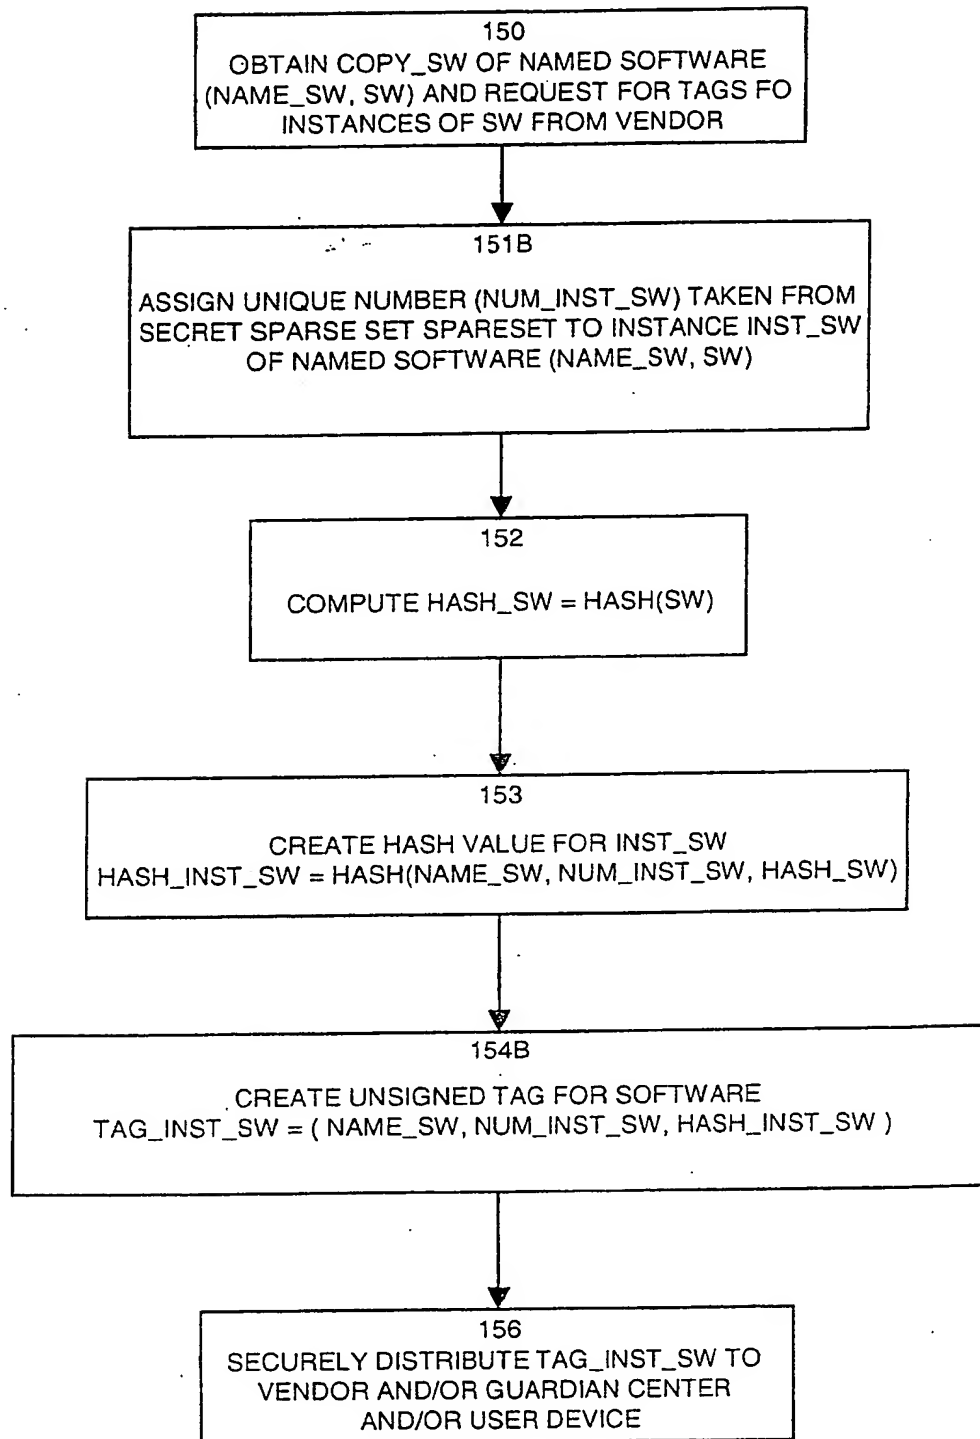 150
OBTAIN COPY_SW OF NAMED SOFTWARE
(NAME_SW, SW) AND REQUEST FOR TAGS FO
INSTANCES OF SW FROM VENDOR
151B
ASSIGN UNIQUE NUMBER (NUM_INST_SW) TAKEN FROM
SECRET SPARSE SET SPARESET TO INSTANCE INST_SW
OF NAMED SOFTWARE (NAME_SW, SW)
152
COMPUTE HASH_SW = HASH(SW)
153
CREATE HASH VALUE FOR INST_SW
HASH_INST_SW = HASH(NAME_SW, NUM_INST_SW, HASH_SW)
154B
CREATE UNSIGNED TAG FOR SOFTWARE
TAG_INST_SW = ( NAME_SW, NUM_INST_SW, HASH_INST_SW )
156
SECURELY DISTRIBUTE TAG_INST_SW TO
VENDOR AND/OR GUARDIAN CENTER
AND/OR USER DEVICE